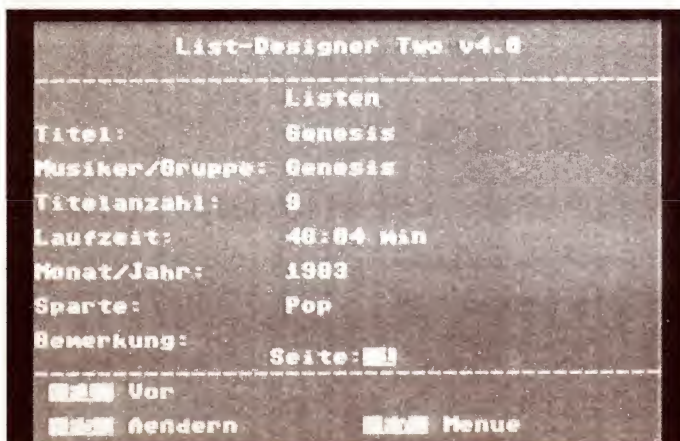 List-Designer Two v4.0
Listen
Titel: Genesis
Musiker/Gruppe: Genesis
Titelanzahl: 9
Laufzeit: 40:04 min
Monat/Jahr: 1983
Sparte: Pop
Bemerkung:
Seite:
Vor
Aendern Menue